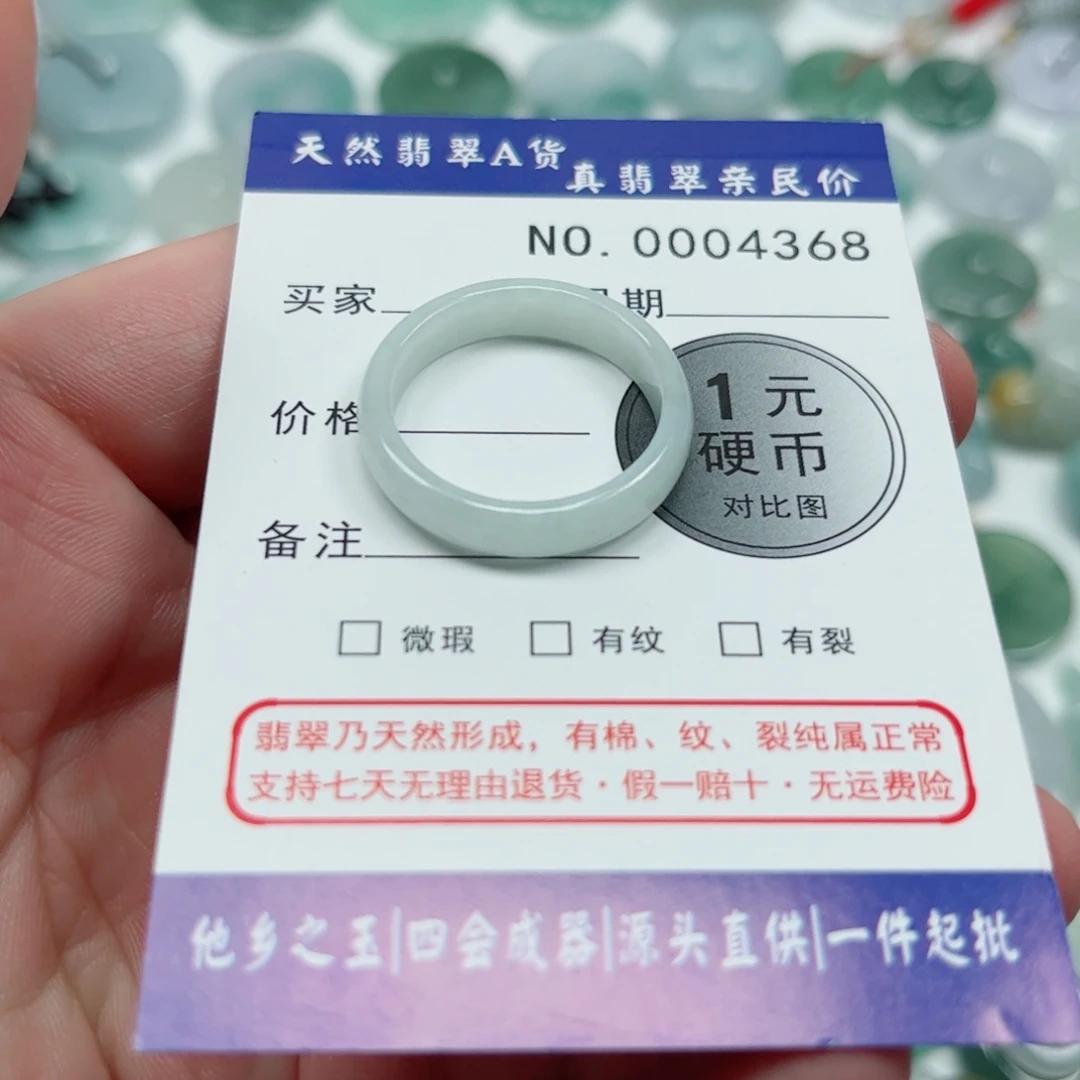 天然翡翠A货
真翡翠亲民价
NO. 0004368
买家 期
价格
1元
硬币
对比图
备注
微瑕 有纹 有裂
翡翠乃天然形成，有棉、纹、裂纯属正常
支持七天无理由退货·假一赔十·无运费险
他乡之玉|四会成器|源头直供|一件起批